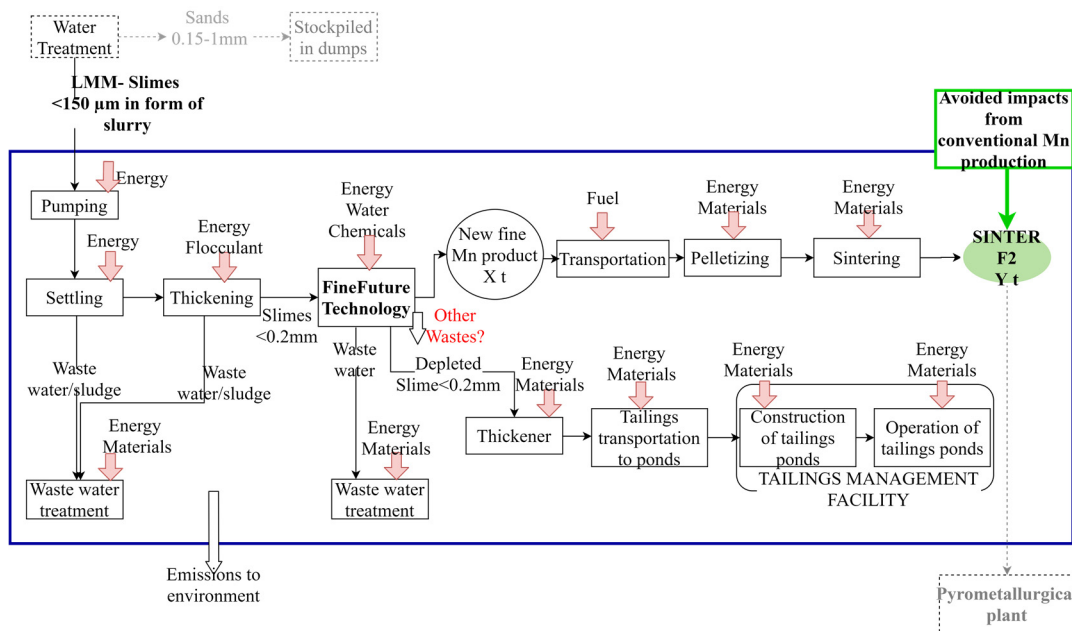 Water
Treatment
Sands
0.15-1mm
Stockpiled
in dumps
LMM- Slimes
<150 µm in form of
slurry
Avoided impacts
from
conventional Mn
production
Energy
Pumping
Energy
Settling
Energy
Flocculant
Thickening
Slimes
<0.2mm
Energy
Water
Chemicals
FineFuture
Technology
New fine
Mn product
X t
Fuel
Transportation
Energy
Materials
Pelletizing
Energy
Materials
Sintering
SINTER
F2
Y t
Other
Wastes?
Waste
water/sludge
Waste
water/sludge
Waste
water
Depleted
Slime<0.2mm
Energy
Materials
Thickener
Energy
Materials
Tailings
transportation
to ponds
Energy
Materials
Construction
of tailings
ponds
Energy
Materials
Operation of
tailings ponds
TAILINGS MANAGEMENT
FACILITY
Energy
Materials
Waste water
treatment
Energy
Materials
Waste water
treatment
Emissions to
environment
Pyrometallurgical
plant